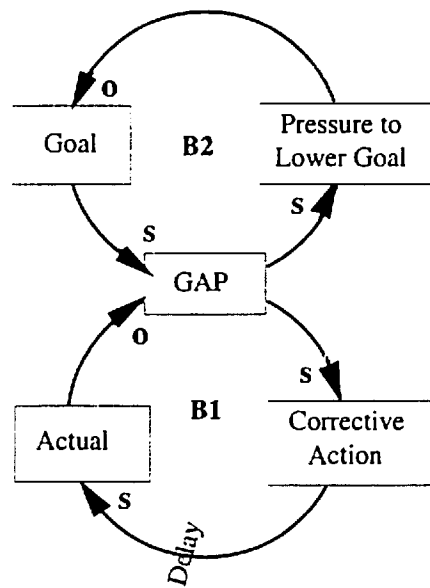 O
Goal
B2
Pressure to
Lower Goal
S
S
GAP
O
S
B1
Actual
Corrective
Action
S
Delay